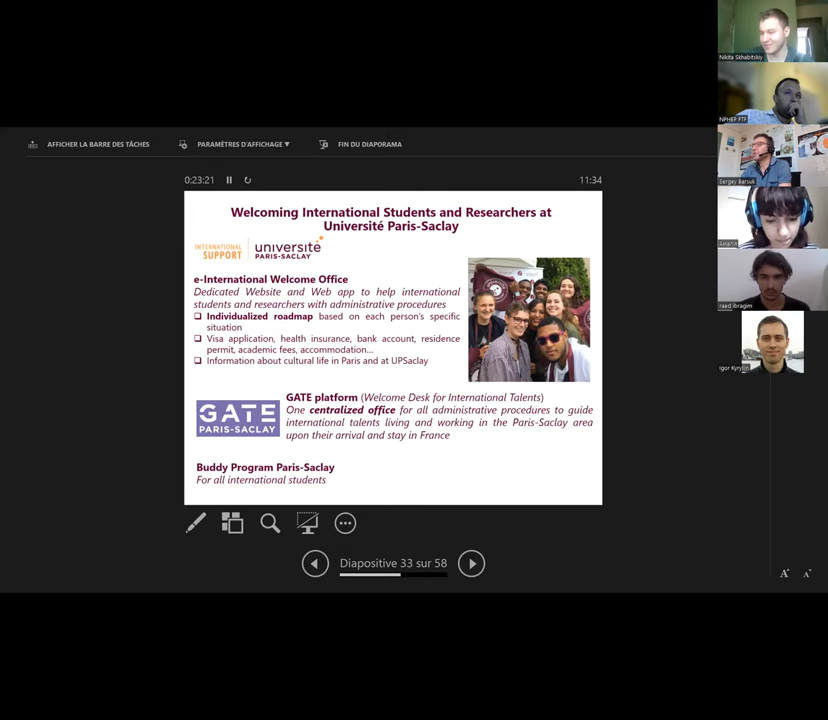 Nikita Skhabitskiy
NPHEP FTF
AFFICHER LA BARRE DES TÂCHES
PARAMÈTRES D'AFFICHAGE ▼
FIN DU DIAPORAMA
0:23:21
11:34
Sergey Barsuk
raed ibragim
Igor Kyryllin
Welcoming International Students and Researchers at
Université Paris-Saclay
INTERNATIONAL
SUPPORT
université
PARIS-SACLAY
e-International Welcome Office
Dedicated Website and Web app to help international
students and researchers with administrative procedures
❑ Individualized roadmap based on each person's specific
situation
❑ Visa application, health insurance, bank account, residence
permit, academic fees, accommodation...
❑ Information about cultural life in Paris and at UPSaclay
GATE
PARIS-SACLAY
GATE platform (Welcome Desk for International Talents)
One centralized office for all administrative procedures to guide
international talents living and working in the Paris-Saclay area
upon their arrival and stay in France
Buddy Program Paris-Saclay
For all international students
Diapositive 33 sur 58
A A